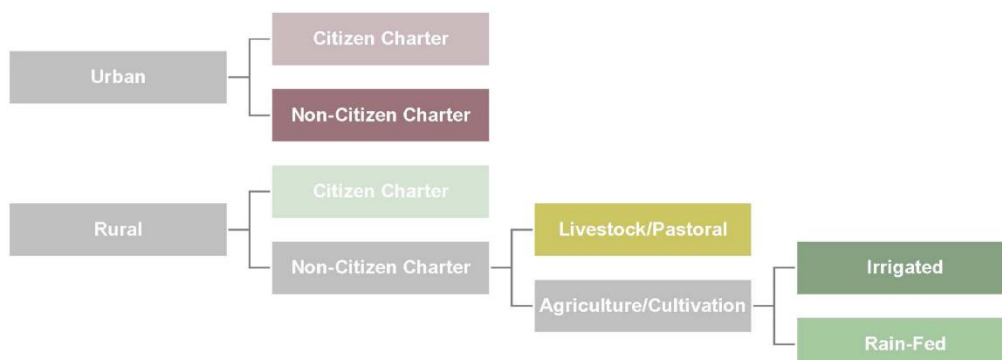 Urban
Citizen Charter
Non-Citizen Charter
Rural
Citizen Charter
Non-Citizen Charter
Livestock/Pastoral
Agriculture/Cultivation
Irrigated
Rain-Fed